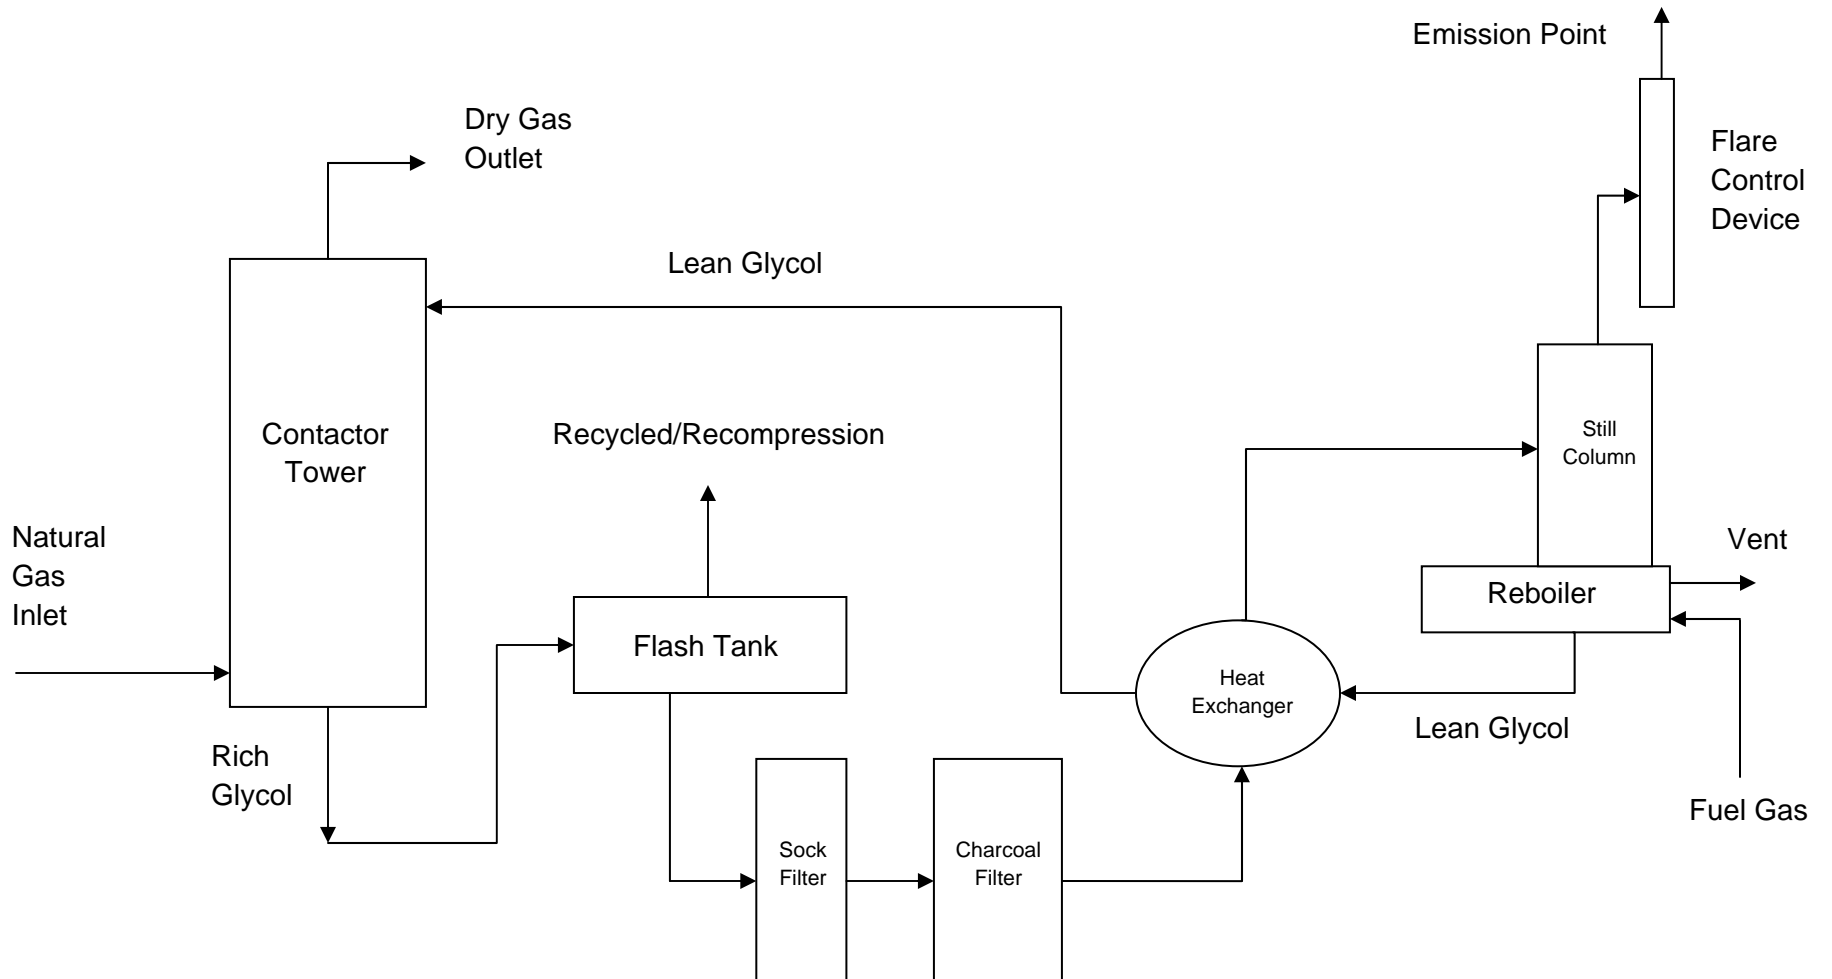 Emission Point
Dry Gas
Outlet
Flare
Control
Device
Lean Glycol
Contactor
Tower
Recycled/Recompression
Still
Column
Natural
Gas
Inlet
Vent
Reboiler
Flash Tank
Heat
Exchanger
Lean Glycol
Rich
Glycol
Fuel Gas
Sock
Filter
Charcoal
Filter